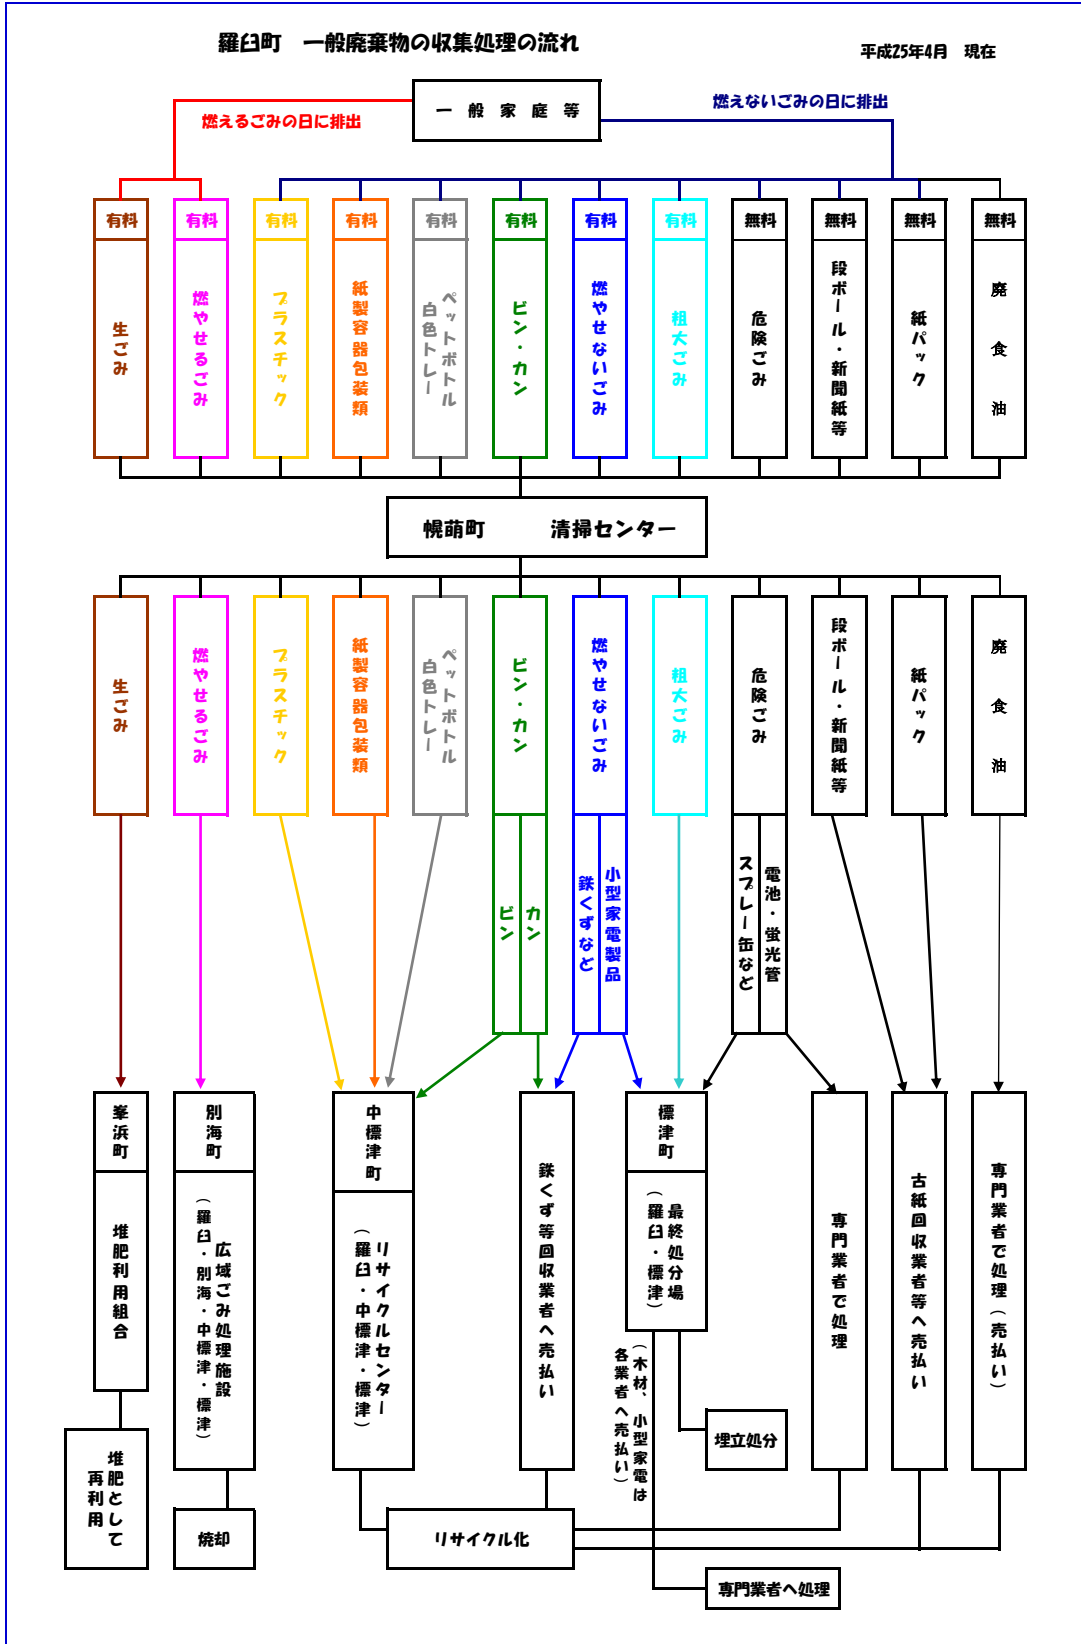 羅臼町　一般廃棄物の収集処理の流れ
平成25年4月　現在
一般家庭等
燃えるごみの日に排出
燃えないごみの日に排出
有料
有料
有料
有料
有料
有料
有料
有料
無料
無料
無料
無料
生ごみ
燃やせるごみ
プラスチック
紙製容器包装類
ペットボトル
白色トレー
ビン・カン
燃やせないごみ
粗大ごみ
危険ごみ
段ボール・新聞紙等
紙パック
廃食油
幌萌町　清掃センター
生ごみ
燃やせるごみ
プラスチック
紙製容器包装類
ペットボトル
白色トレー
ビン・カン
燃やせないごみ
粗大ごみ
危険ごみ
段ボール・新聞紙等
紙パック
廃食油
ビン
カン
鉄くずなど
小型家電製品
スプレー缶など
電池・蛍光管
峯浜町
堆肥利用組合
別海町
広域ごみ処理施設
（羅臼・別海・中標津・標津）
中標津町
リサイクルセンター
（羅臼・中標津・標津）
鉄くず等回収業者へ売払い
標津町
最終処分場
（羅臼・標津）
専門業者で処理
古紙回収業者等へ売払い
専門業者で処理（売払い）
（木材、小型家電は
各業者へ売払い）
埋立処分
堆肥として
再利用
焼却
リサイクル化
専門業者へ処理